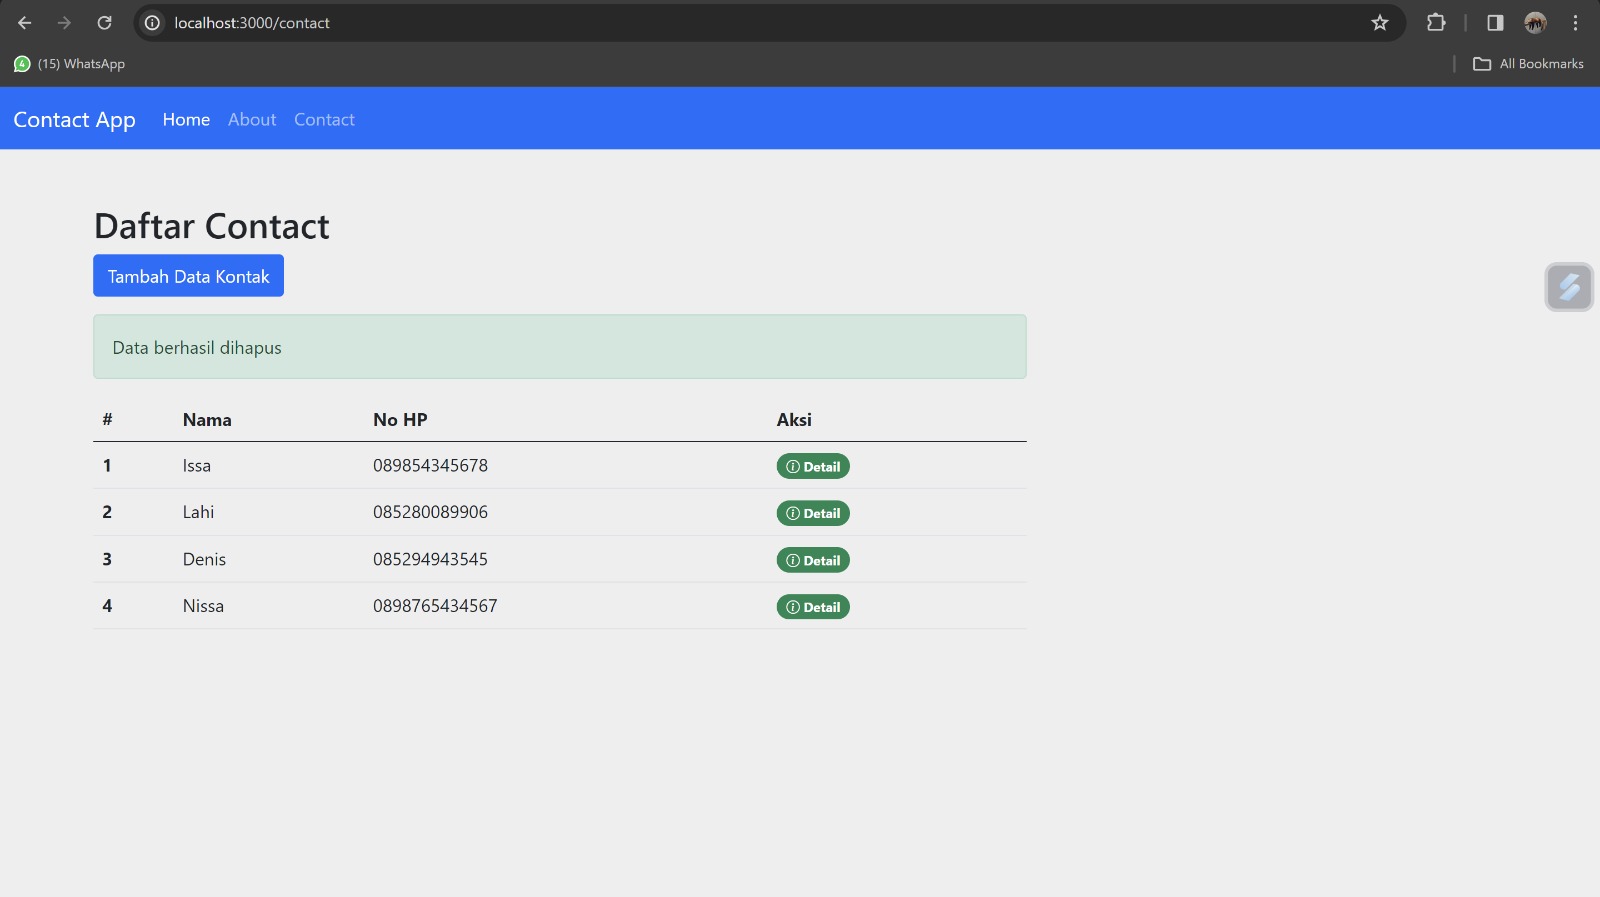 localhost:3000/contact
(15) WhatsApp
All Bookmarks
Contact App Home About Contact
Daftar Contact
Tambah Data Kontak
Data berhasil dihapus
# Nama No HP Aksi
1 Issa 089854345678 Detail
2 Lahi 085280089906 Detail
3 Denis 085294943545 Detail
4 Nissa 0898765434567 Detail